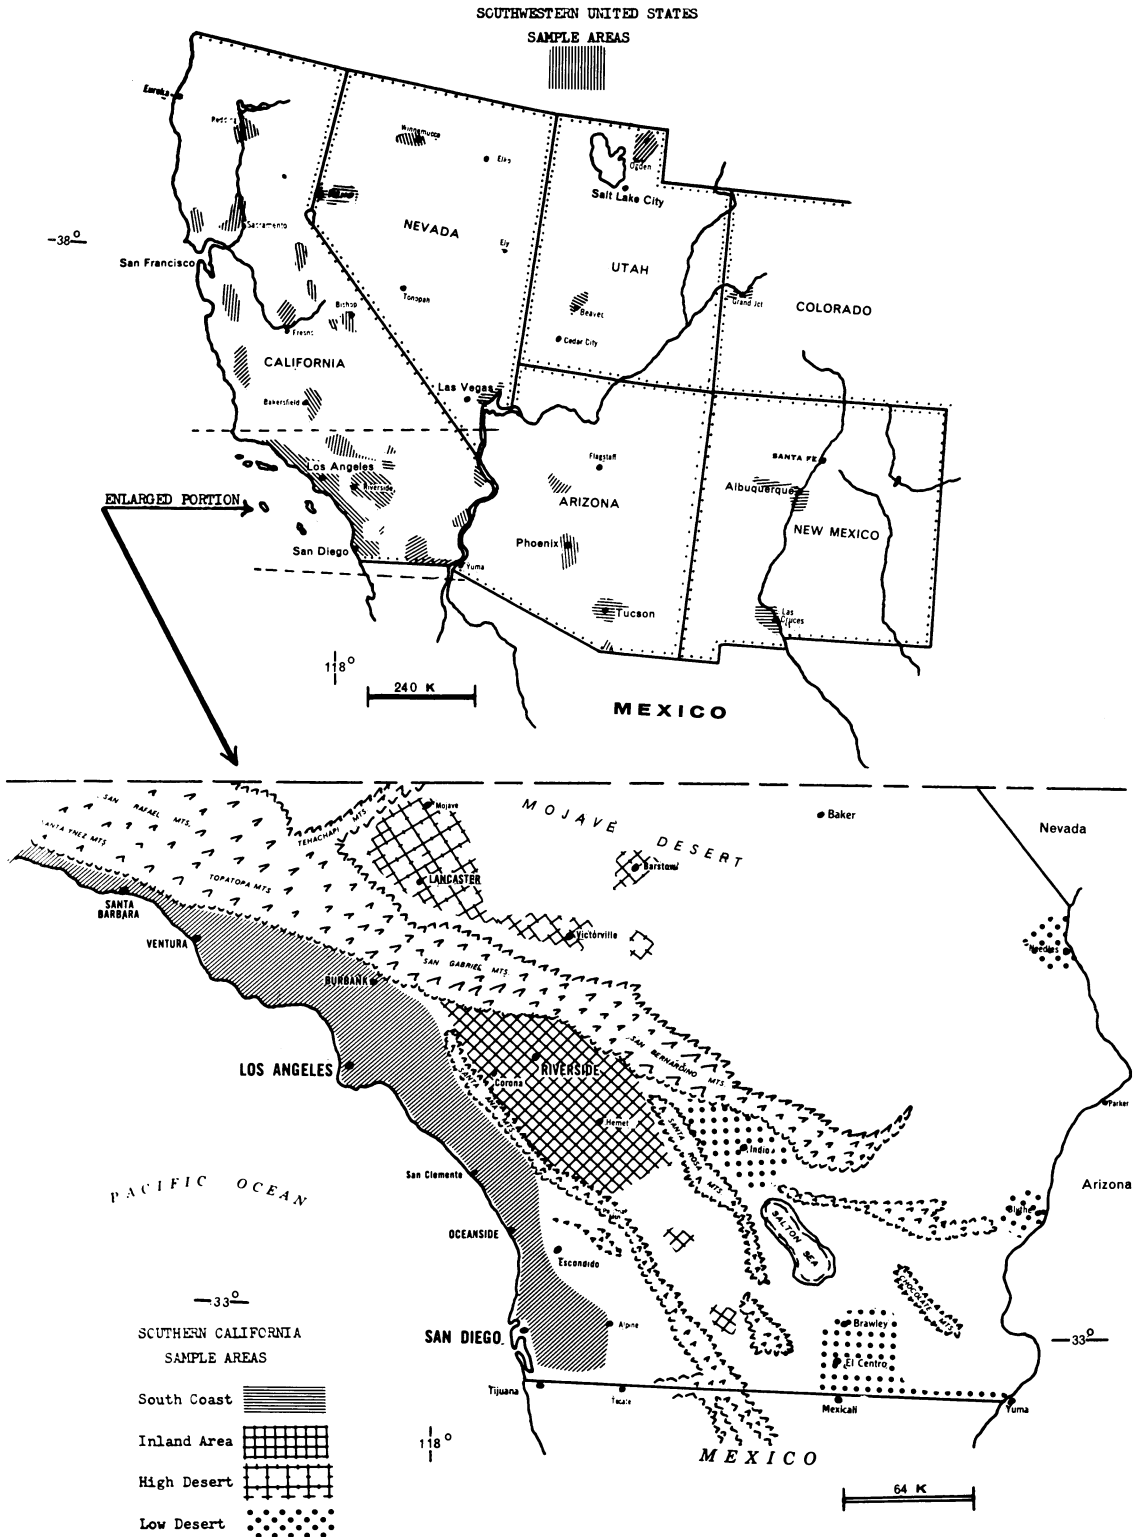 SOUTHWESTERN UNITED STATES
SAMPLE AREAS
Eureka
Redding
Winnemucca
Elko
Ogden
Salt Lake City
Sacramento
NEVADA
Ely
UTAH
38°
San Francisco
Tonopah
Bishop
Beaver
Grand Jct
COLORADO
Fresno
Cedar City
CALIFORNIA
Las Vegas
Bakersfield
Flagstaff
SANTA FE
Los Angeles
Riverside
Albuquerque
ENLARGED PORTION
ARIZONA
NEW MEXICO
San Diego
Phoenix
Yuma
Tucson
Las
Cruces
118°
240 K
MEXICO
SAN RAFAEL MTS.
SANTA YNEZ MTS
TEHACHAPI MTS
Mojave
MOJAVE DESERT
Baker
Nevada
TOPATOPA MTS
LANCASTER
Barstow
SANTA
BARBARA
VENTURA
Victorville
Needles
BURBANK
SAN GABRIEL MTS.
LOS ANGELES
RIVERSIDE
Corona
SAN BERNARDINO MTS.
SANTA ANA MTS.
Hemet
SANTA ROSA MTS.
Indio
Parker
San Clemente
Arizona
PACIFIC OCEAN
Blythe
OCEANSIDE
SALTON SEA
Escondido
CHOCOLATE MTS.
33°
SAN DIEGO
Alpine
Brawley
33°
SOUTHERN CALIFORNIA
SAMPLE AREAS
El Centro
Tijuana
Tecate
Mexicali
Yuma
South Coast
Inland Area
118°
MEXICO
High Desert
64 K
Low Desert